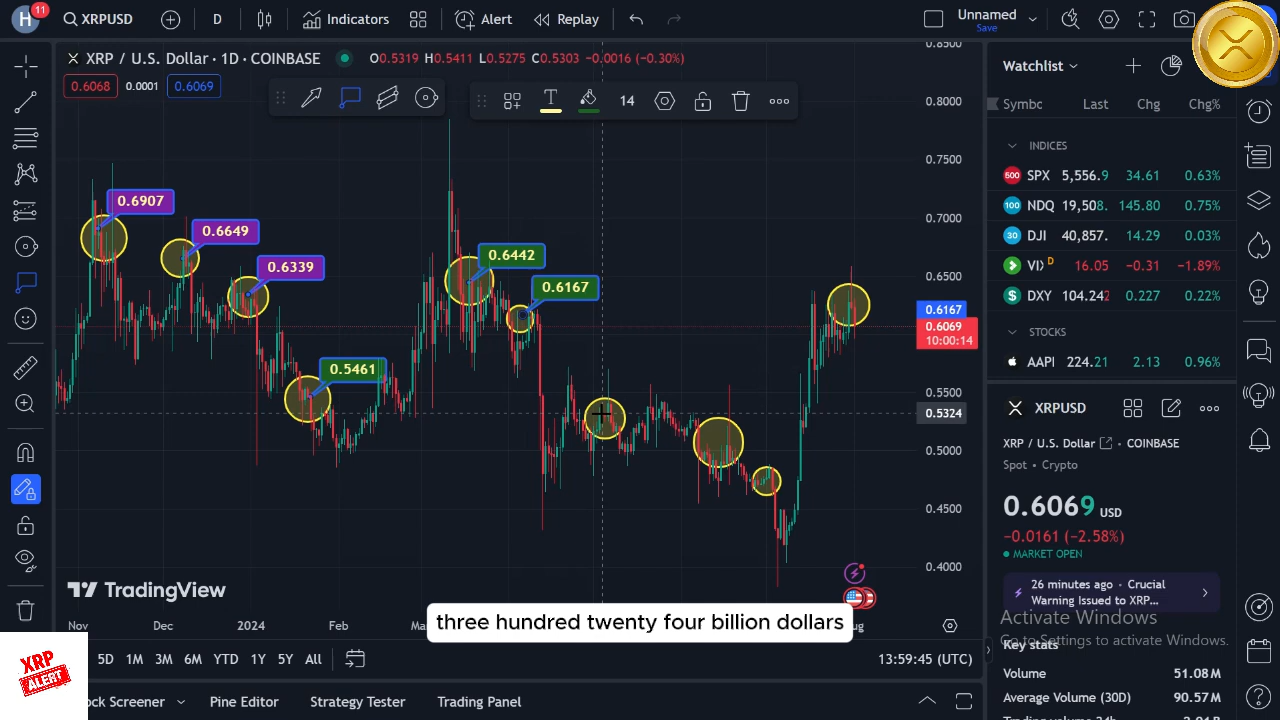 H 11 XRPUSD D Indicators Alert Replay Unnamed
Save
XRP / U.S. Dollar · 1D · COINBASE O0.5319 H0.5411 L0.5275 C0.5303 −0.0016 (−0.30%)
0.6068 0.0001 0.6069
14
0.8500
0.8000
0.7500
0.7000
0.6500
0.6167
0.6069
10:00:14
0.5500
0.5324
0.5000
0.4500
0.4000
0.6907
0.6649
0.6339
0.5461
0.6442
0.6167
TradingView
three hundred twenty four billion dollars
Nov Dec 2024 Feb
5D 1M 3M 6M YTD 1Y 5Y All 13:59:45 (UTC)
ck Screener Pine Editor Strategy Tester Trading Panel
XRP
ALERT
Watchlist
Symbc Last Chg Chg%
INDICES
500 SPX 5,556.9 34.61 0.63%
100 NDQ 19,508. 145.80 0.75%
30 DJI 40,857. 14.29 0.03%
VIX D 16.05 −0.31 −1.89%
$ DXY 104.242 0.227 0.22%
STOCKS
AAPL 224.21 2.13 0.96%
XRPUSD
XRP / U.S. Dollar · COINBASE
Spot · Crypto
0.6069 USD
−0.0161 (−2.58%)
MARKET OPEN
26 minutes ago · Crucial
Warning Issued to XRP...
Activate Windows
Go to Settings to activate Windows.
Key stats
Volume 51.08M
Average Volume (30D) 90.57M